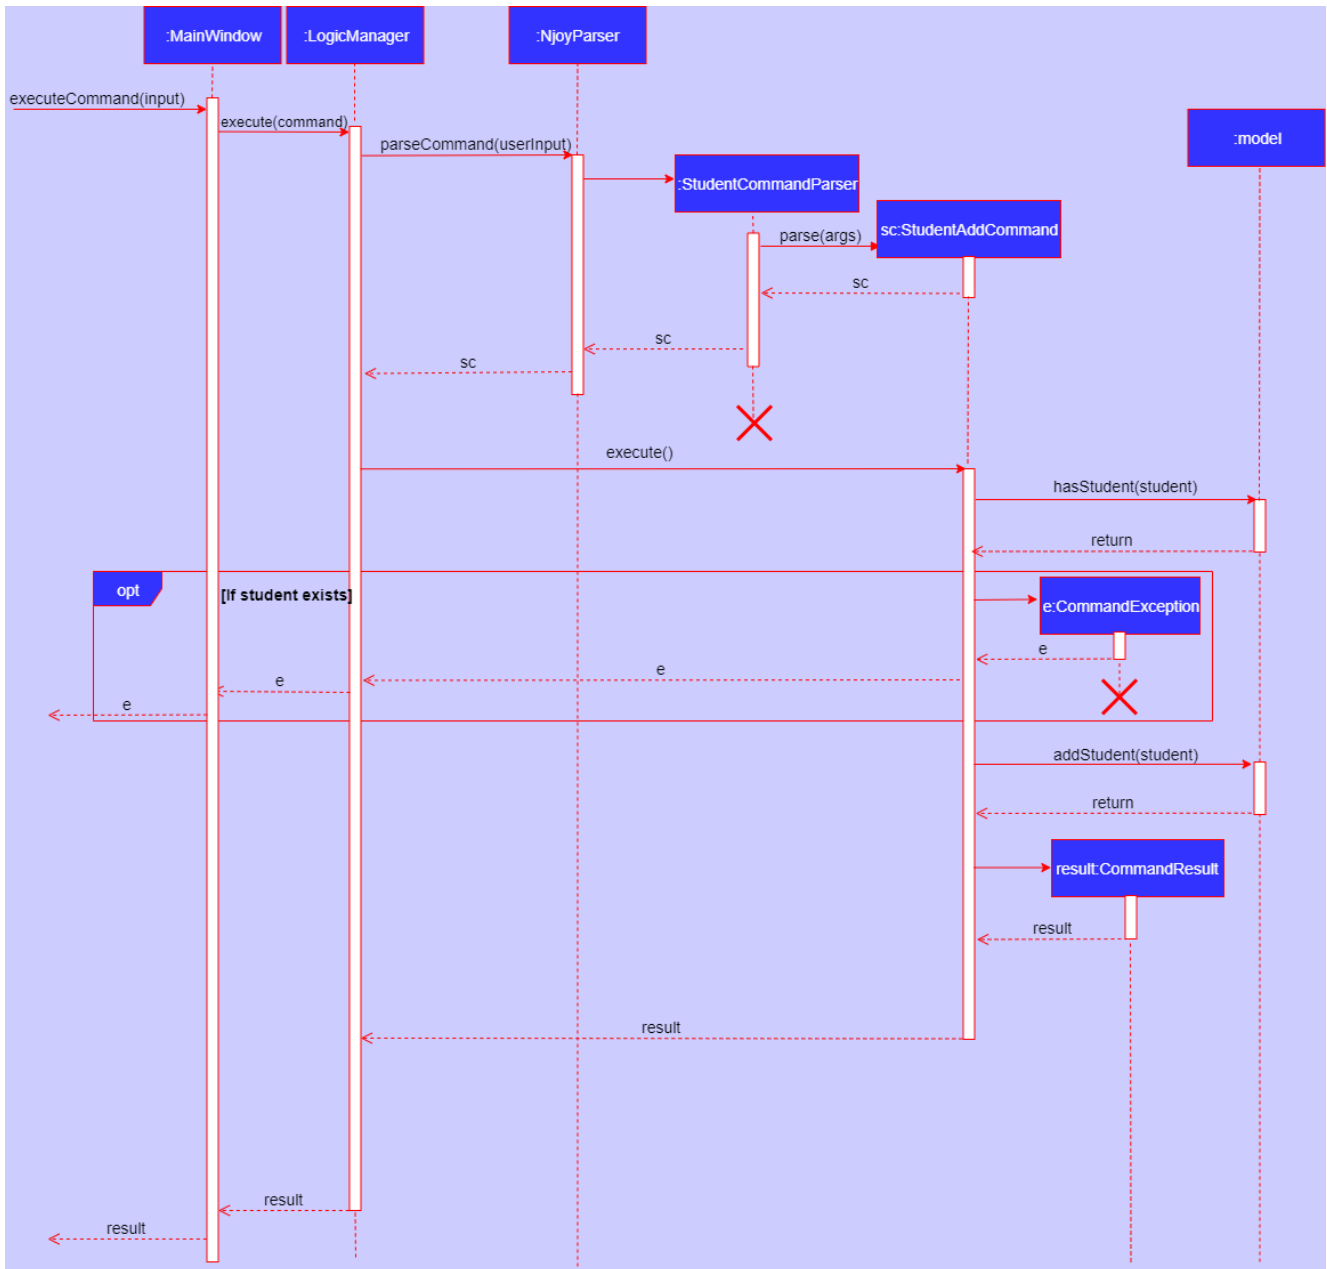 :MainWindow
:LogicManager
:NjoyParser
executeCommand(input)
execute(command)
:model
parseCommand(userInput)
:StudentCommandParser
sc:StudentAddCommand
parse(args)
sc
sc
sc
execute()
hasStudent(student)
return
opt
[If student exists]
e:CommandException
e
e
e
e
addStudent(student)
return
result:CommandResult
result
result
result
result